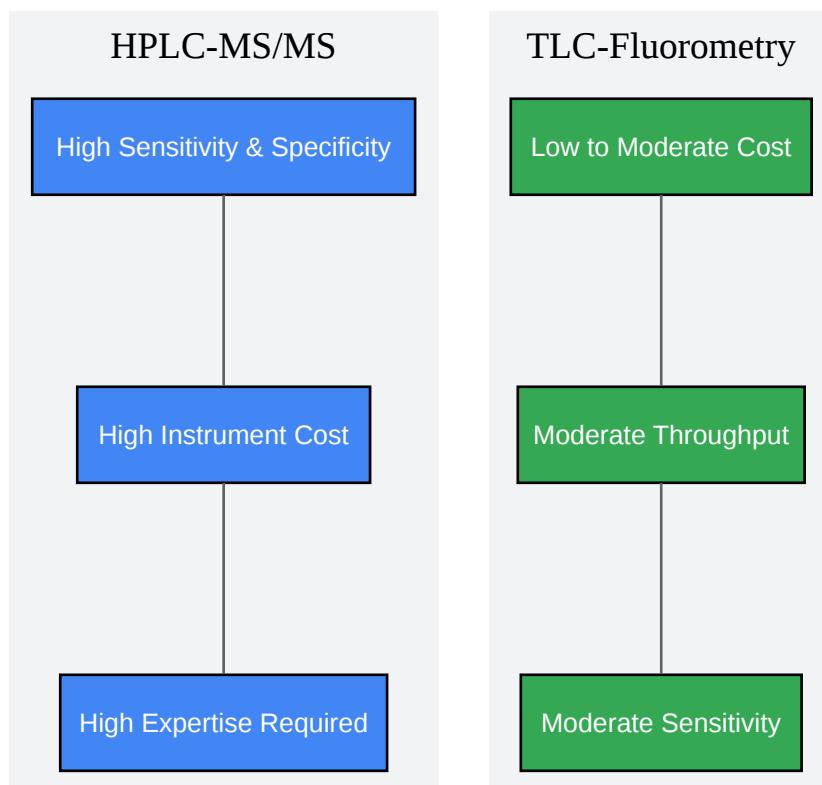 HPLC-MS/MS
High Sensitivity & Specificity
High Instrument Cost
High Expertise Required
TLC-Fluorometry
Low to Moderate Cost
Moderate Throughput
Moderate Sensitivity